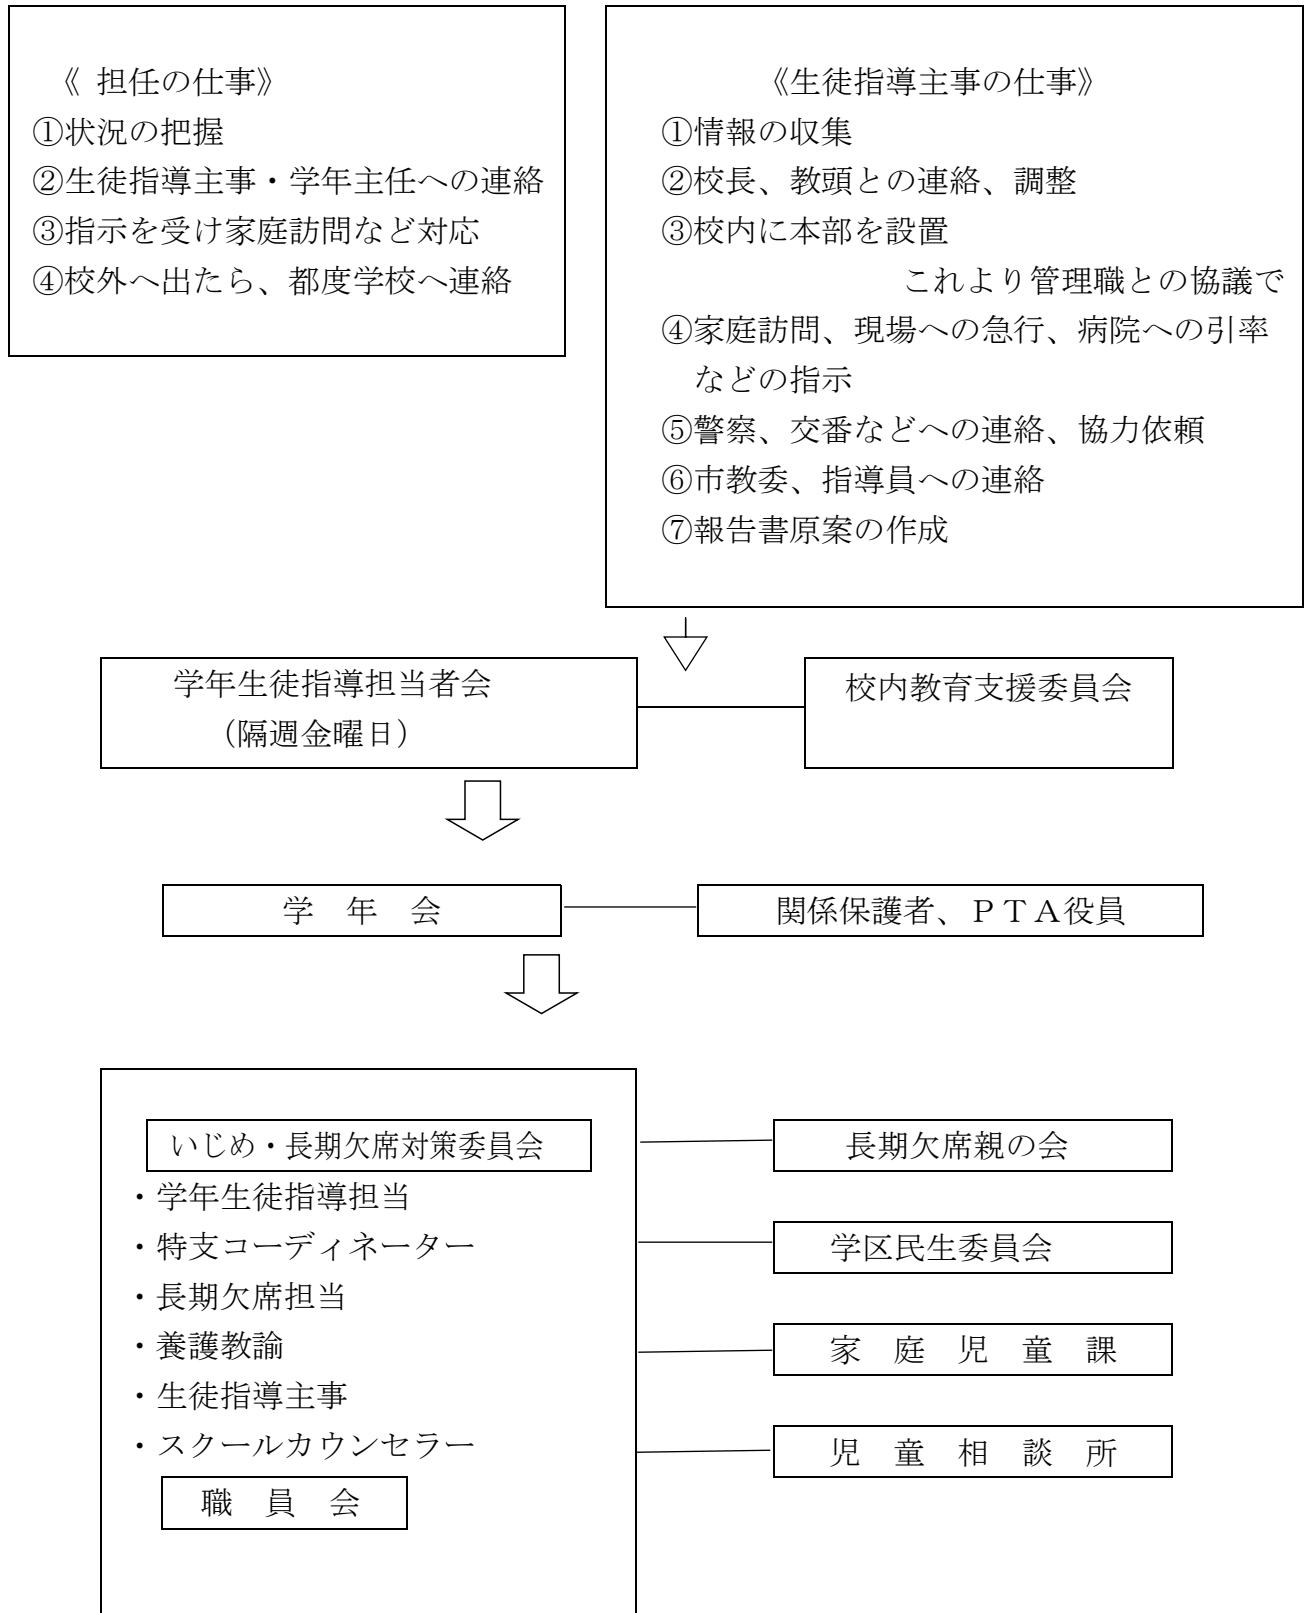 《 担任の仕事》
①状況の把握
②生徒指導主事・学年主任への連絡
③指示を受け家庭訪問など対応
④校外へ出たら、都度学校へ連絡
《生徒指導主事の仕事》
①情報の収集
②校長、教頭との連絡、調整
③校内に本部を設置
これより管理職との協議で
④家庭訪問、現場への急行、病院への引率
などの指示
⑤警察、交番などへの連絡、協力依頼
⑥市教委、指導員への連絡
⑦報告書原案の作成
学年生徒指導担当者会
（隔週金曜日）
校内教育支援委員会
学　年　会
関係保護者、ＰＴＡ役員
いじめ・長期欠席対策委員会
・学年生徒指導担当
・特支コーディネーター
・長期欠席担当
・養護教諭
・生徒指導主事
・スクールカウンセラー
職　員　会
長期欠席親の会
学区民生委員会
家　庭　児　童　課
児　童　相　談　所